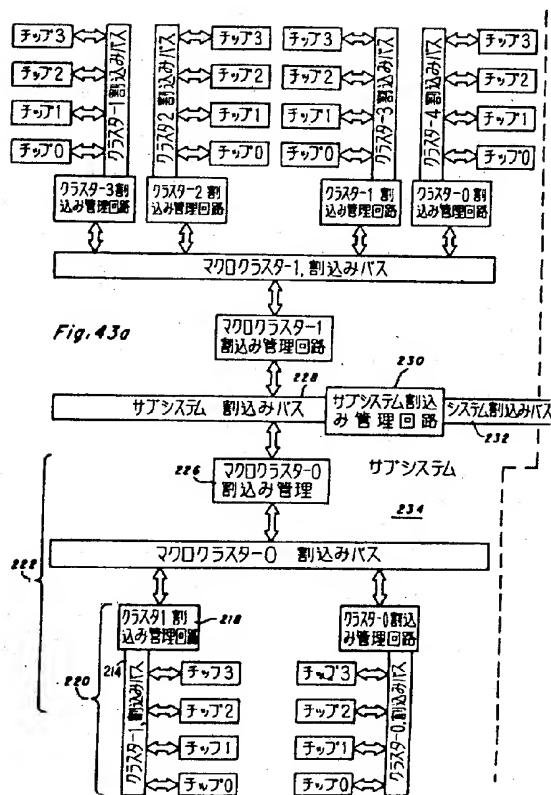 チップ3 チップ3 チップ3 チップ3
チップ2 チップ2 チップ2 チップ2
チップ1 チップ1 チップ1 チップ1
チップ0 チップ0 チップ0 チップ0
クラスター1 割込みバス
クラスタ2 割込みバス
クラスター3 割込みバス
クラスター4 割込みバス
クラスター3割
込み管理回路
クラスター2 割
込み管理回路
クラスター1 割
込み管理回路
クラスター0 割
込み管理回路
マクロクラスター1, 割込みバス
Fig. 43a
マクロクラスター1
割込み管理回路
228
230
サブシステム 割込みバス
サブシステム割込
み管理回路
システム割込みバス
232
226
マクロクラスター0
割込み管理
サブシステム
234
222
マクロクラスター0 割込みバス
クラスタ1 割
込み管理回路
218
クラスター0割込
み管理回路
220
214
クラスター1, 割込みバス
チップ3
チップ2
チップ1
チップ0
チップ3
チップ2
チップ1
チップ0
クラスター0, 割込みバス